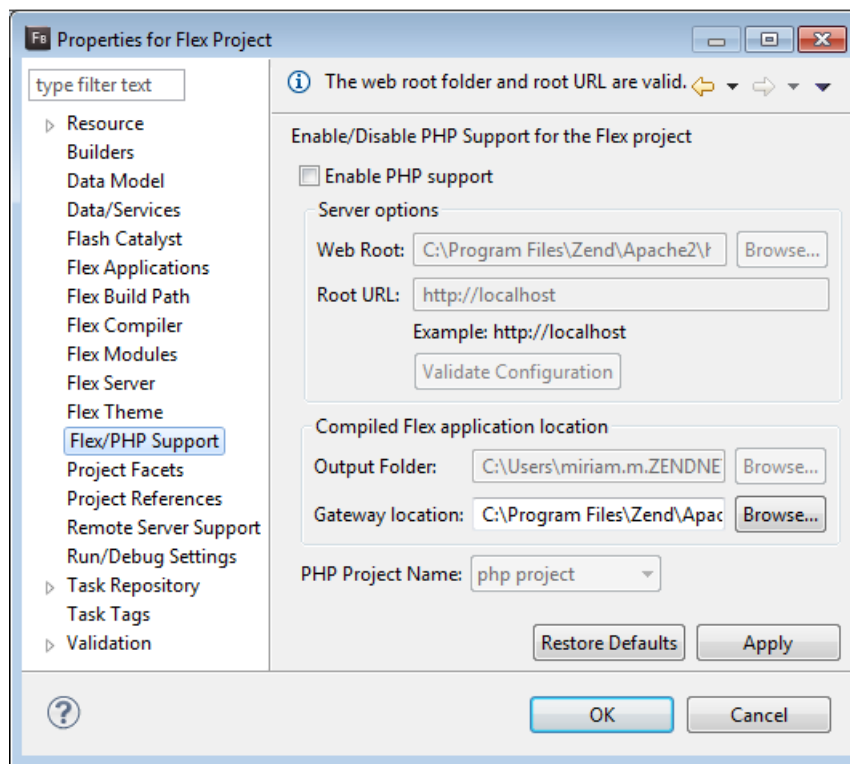 FB Properties for Flex Project
type filter text
Resource
Builders
Data Model
Data/Services
Flash Catalyst
Flex Applications
Flex Build Path
Flex Compiler
Flex Modules
Flex Server
Flex Theme
Flex/PHP Support
Project Facets
Project References
Remote Server Support
Run/Debug Settings
Task Repository
Task Tags
Validation
The web root folder and root URL are valid.
Enable/Disable PHP Support for the Flex project
Enable PHP support
Server options
Web Root: C:\Program Files\Zend\Apache2\h Browse...
Root URL: http://localhost
Example: http://localhost
Validate Configuration
Compiled Flex application location
Output Folder: C:\Users\miriam.m.ZENDNE Browse...
Gateway location: C:\Program Files\Zend\Apac Browse...
PHP Project Name: php project
Restore Defaults Apply
? OK Cancel